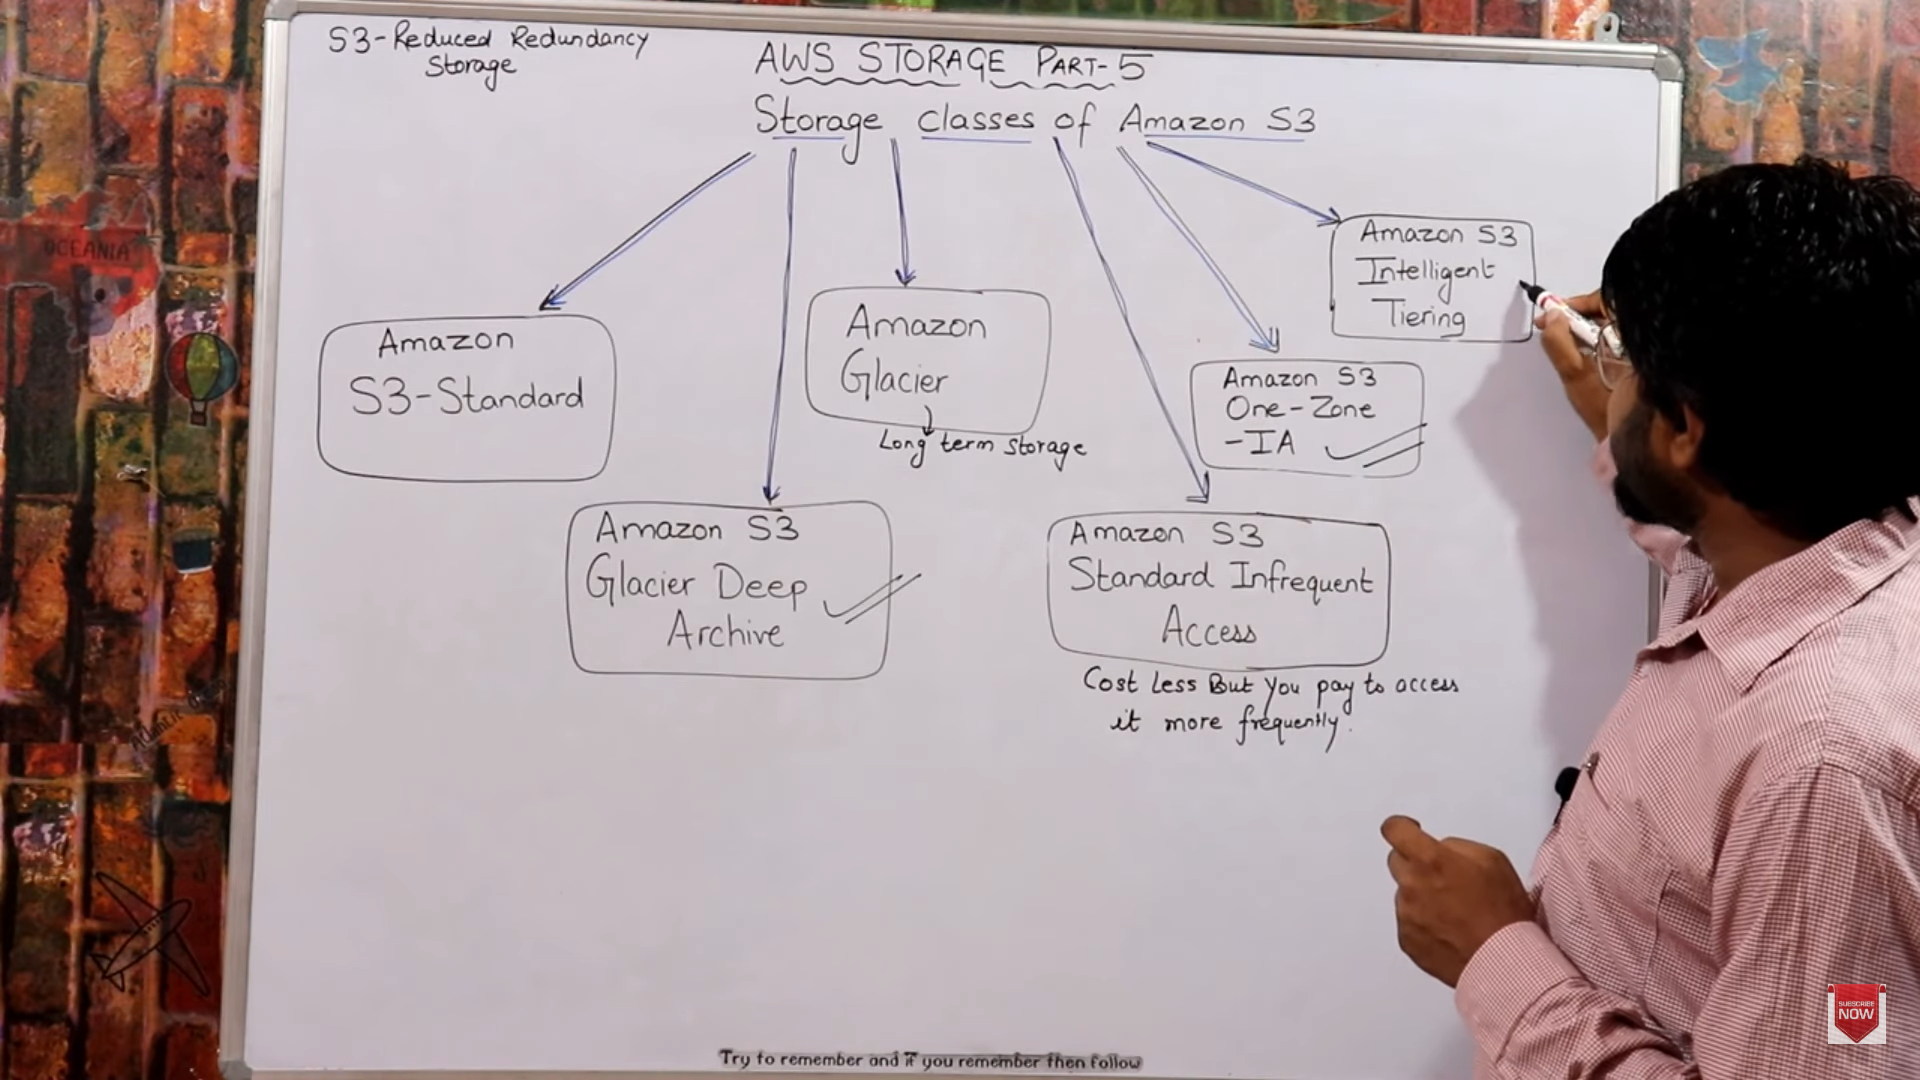 S3-Reduced Redundancy
Storage
AWS STORAGE PART-5
Storage classes of Amazon S3
Amazon S3
Intelligent
Tiering
Amazon
S3-Standard
Amazon
Glacier
Long term storage
Amazon S3
One-Zone
-IA
Amazon S3
Glacier Deep
Archive
Amazon S3
Standard Infrequent
Access
Cost Less But You pay to access
it more frequently.
OCEANIA
Try to remember and if you remember then follow
SUBSCRIBE
NOW